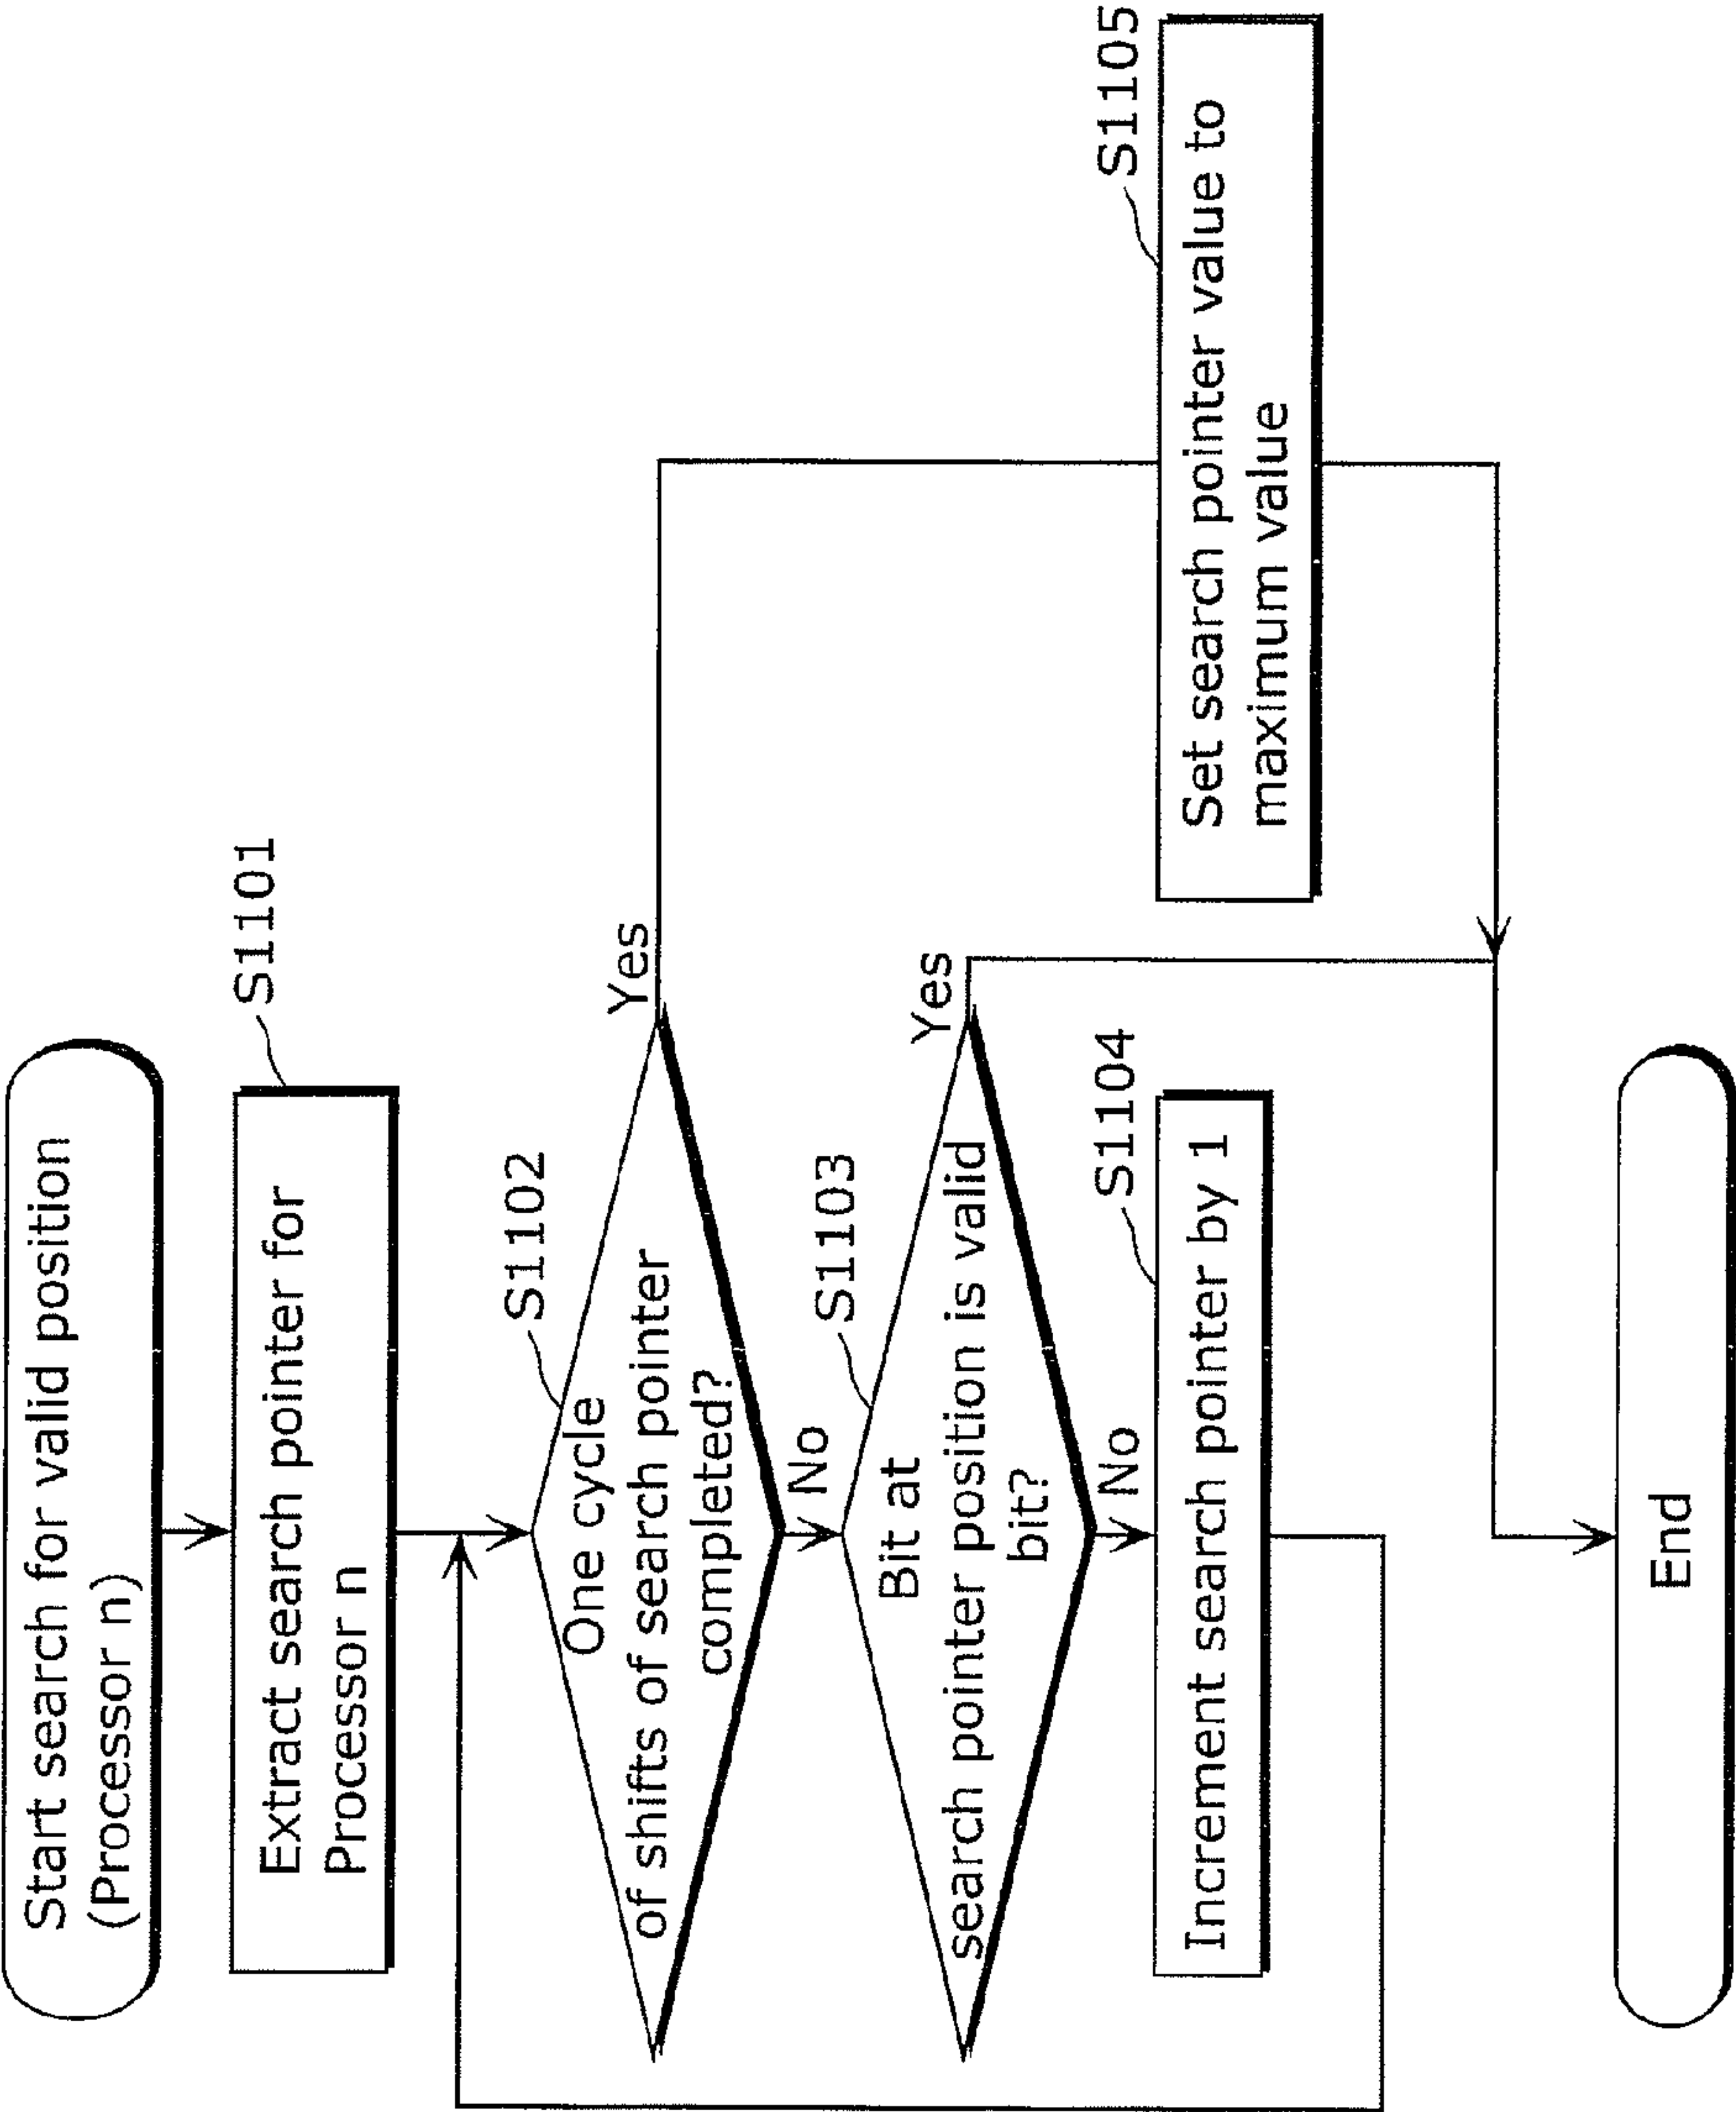 Start search for valid position
(Processor n)
S1101
Extract search pointer for
Processor n
S1102
One cycle
of shifts of search pointer
completed?
Yes
No
S1103
Bit at
search pointer position is valid
bit?
Yes
No
S1104
Increment search pointer by 1
S1105
Set search pointer value to
maximum value
End